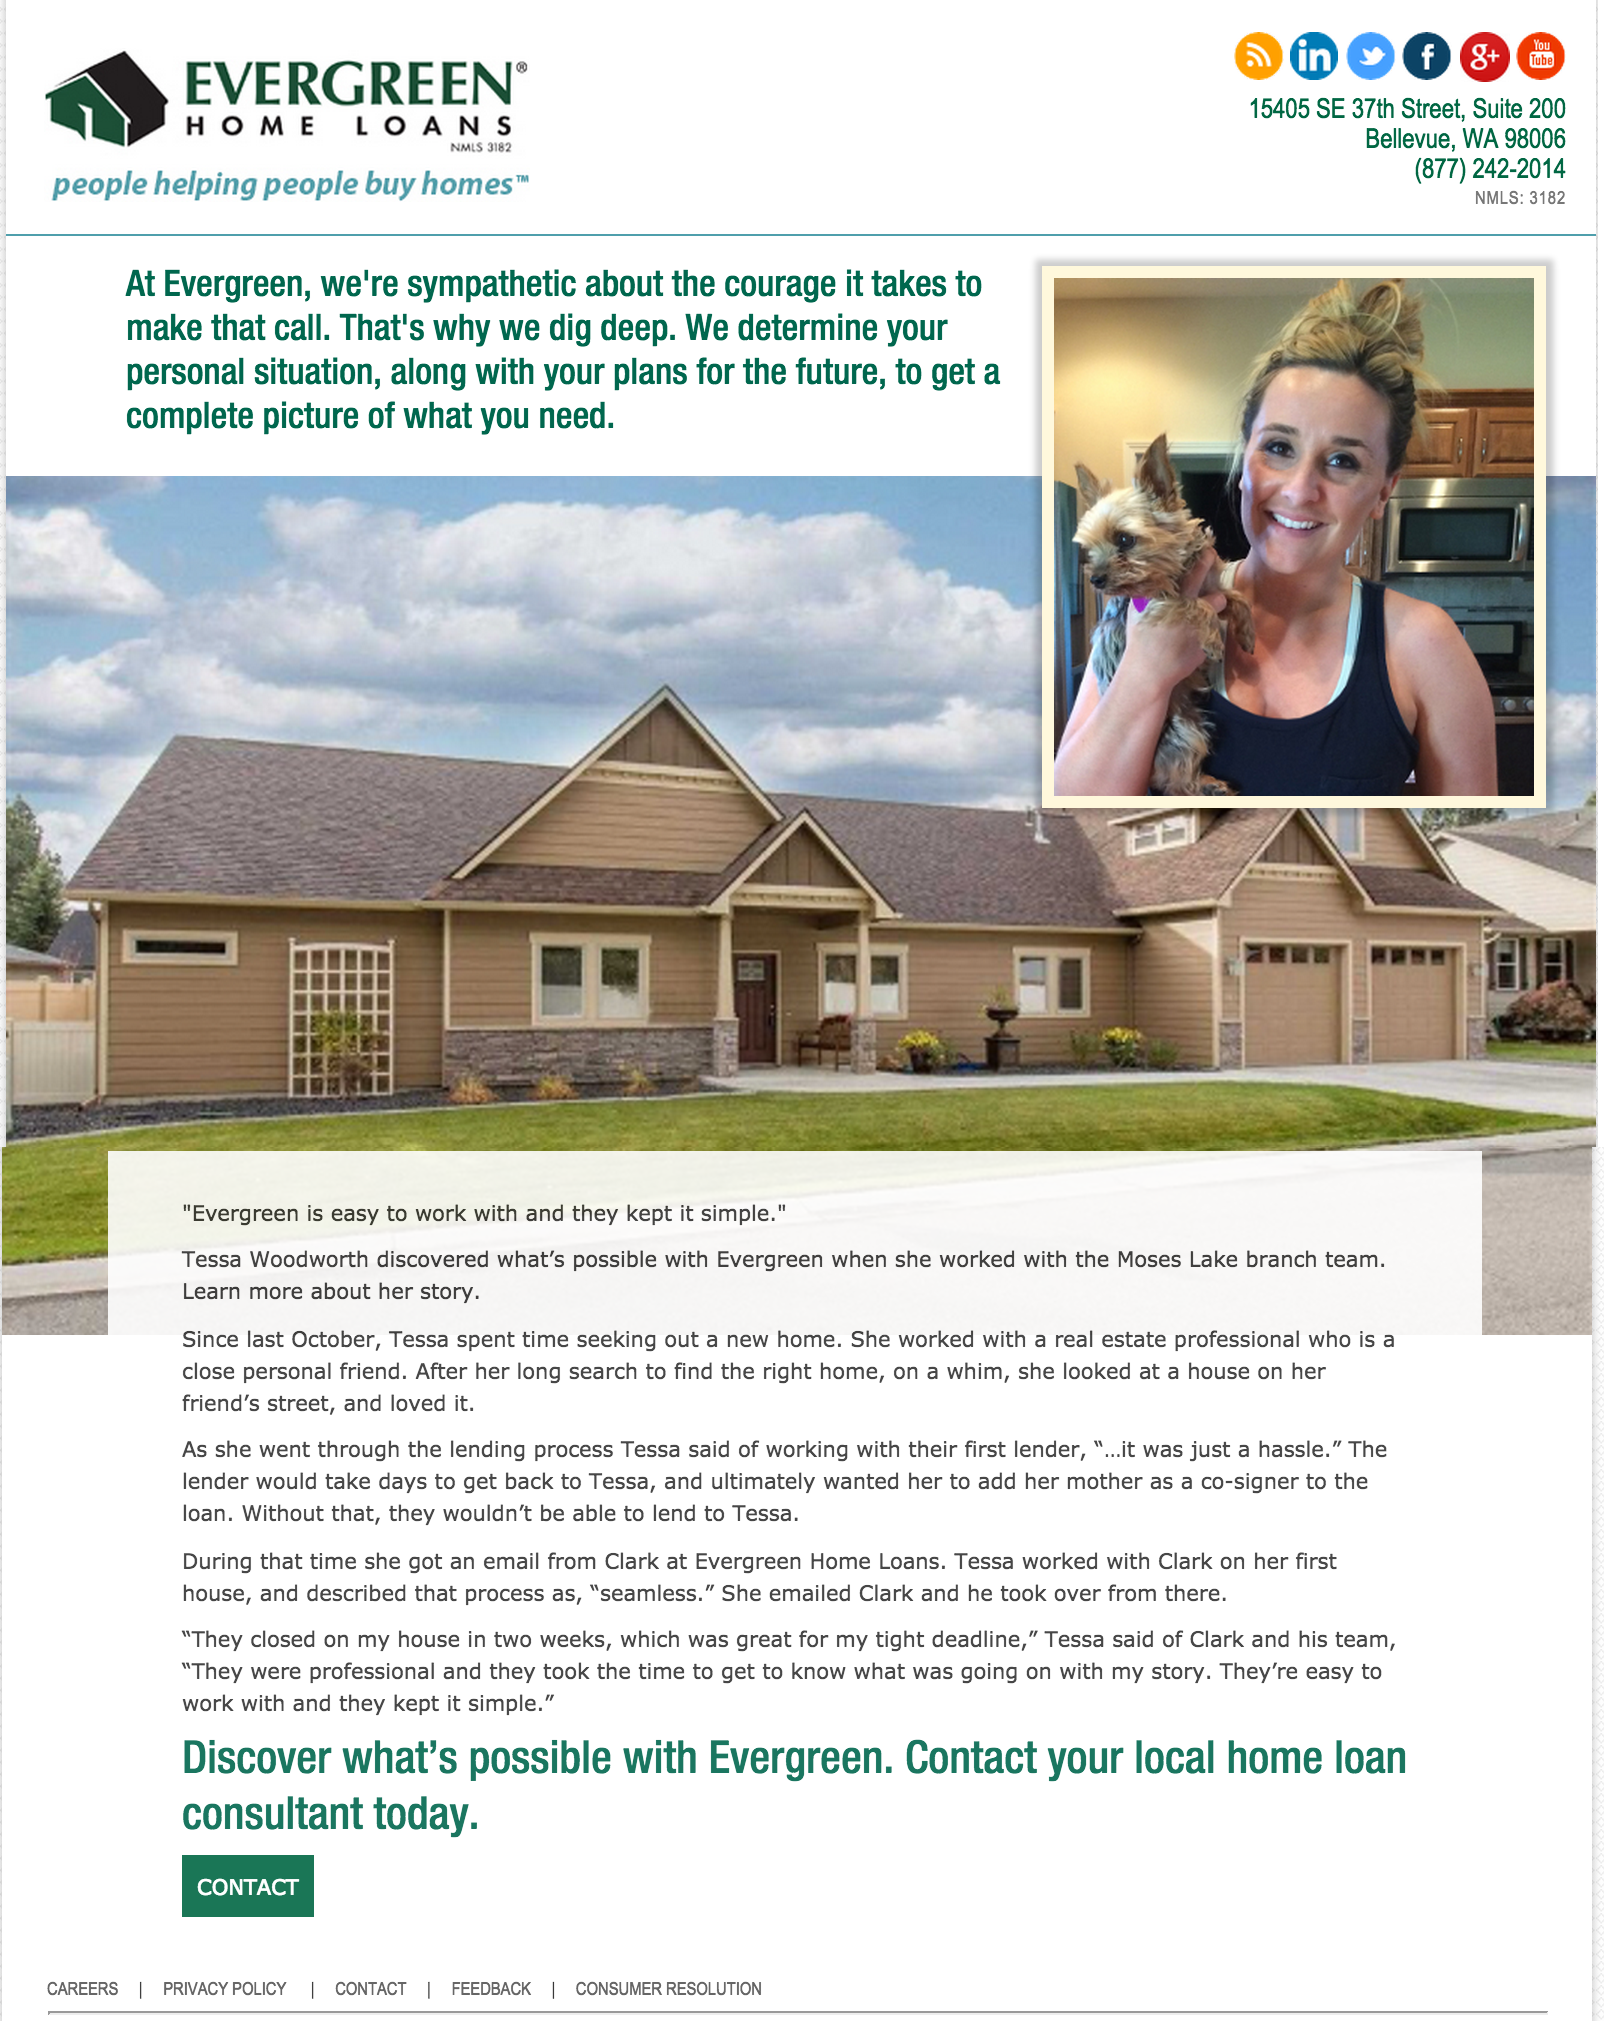 EVERGREEN®
HOME LOANS
NMLS 3182
people helping people buy homes™
You
Tube
15405 SE 37th Street, Suite 200
Bellevue, WA 98006
(877) 242-2014
NMLS: 3182
At Evergreen, we're sympathetic about the courage it takes to
make that call. That's why we dig deep. We determine your
personal situation, along with your plans for the future, to get a
complete picture of what you need.
"Evergreen is easy to work with and they kept it simple."
Tessa Woodworth discovered what’s possible with Evergreen when she worked with the Moses Lake branch team.
Learn more about her story.
Since last October, Tessa spent time seeking out a new home. She worked with a real estate professional who is a
close personal friend. After her long search to find the right home, on a whim, she looked at a house on her
friend’s street, and loved it.
As she went through the lending process Tessa said of working with their first lender, “…it was just a hassle.” The
lender would take days to get back to Tessa, and ultimately wanted her to add her mother as a co-signer to the
loan. Without that, they wouldn’t be able to lend to Tessa.
During that time she got an email from Clark at Evergreen Home Loans. Tessa worked with Clark on her first
house, and described that process as, “seamless.” She emailed Clark and he took over from there.
“They closed on my house in two weeks, which was great for my tight deadline,” Tessa said of Clark and his team,
“They were professional and they took the time to get to know what was going on with my story. They’re easy to
work with and they kept it simple.”
Discover what’s possible with Evergreen. Contact your local home loan
consultant today.
CONTACT
CAREERS | PRIVACY POLICY | CONTACT | FEEDBACK | CONSUMER RESOLUTION